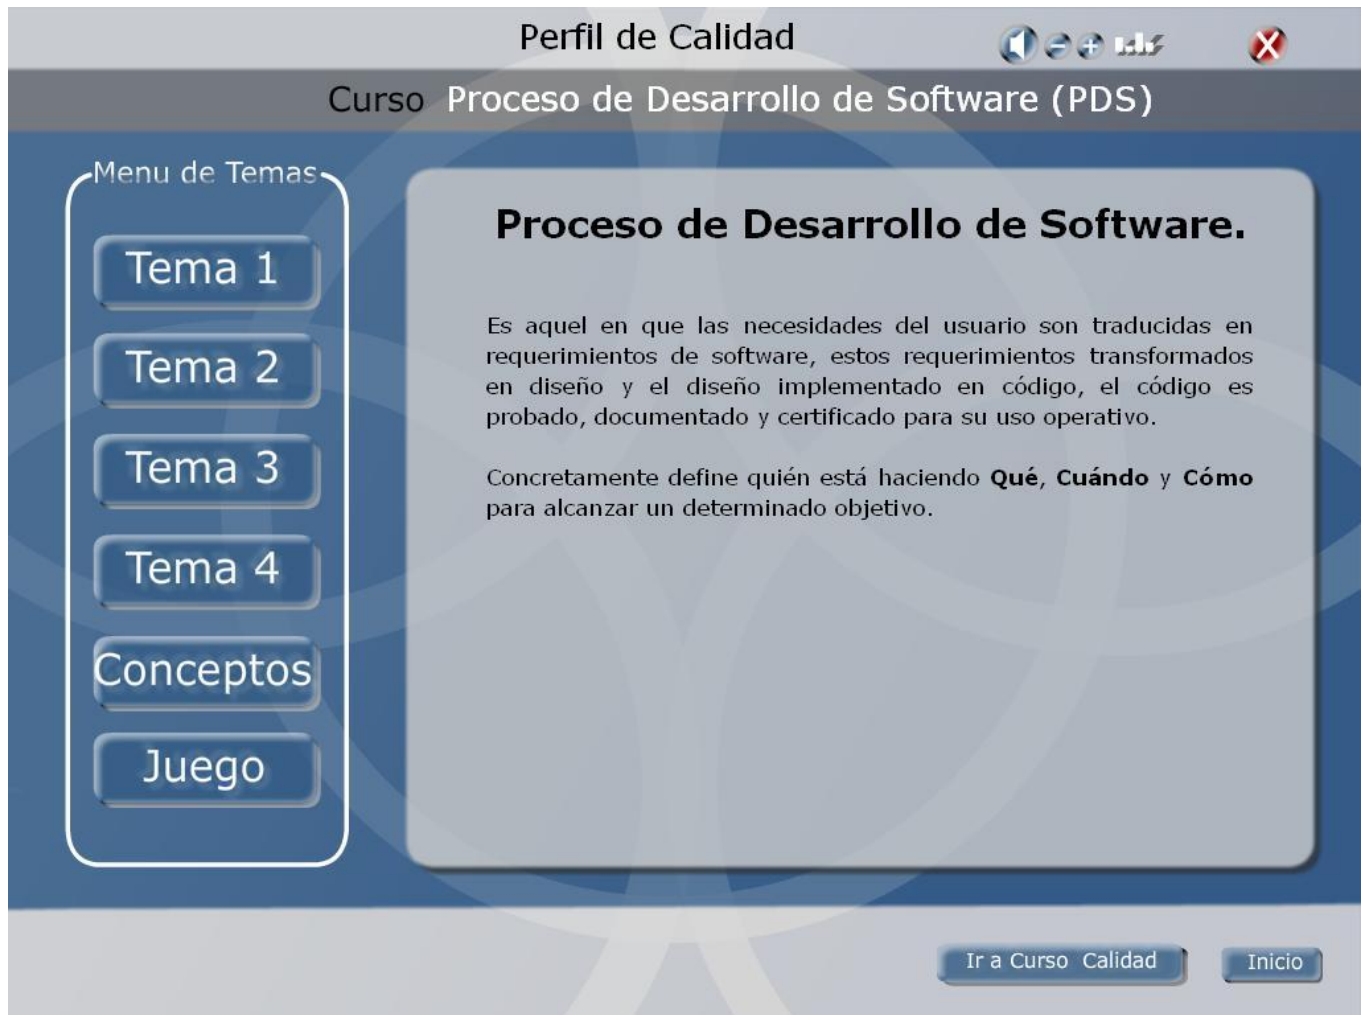 Perfil de Calidad
Curso Proceso de Desarrollo de Software (PDS)
Menu de Temas
Tema 1
Tema 2
Tema 3
Tema 4
Conceptos
Juego
Proceso de Desarrollo de Software.
Es aquel en que las necesidades del usuario son traducidas en
requerimientos de software, estos requerimientos transformados
en diseño y el diseño implementado en código, el código es
probado, documentado y certificado para su uso operativo.
Concretamente define quién está haciendo Qué, Cuándo y Cómo
para alcanzar un determinado objetivo.
Ir a Curso Calidad
Inicio